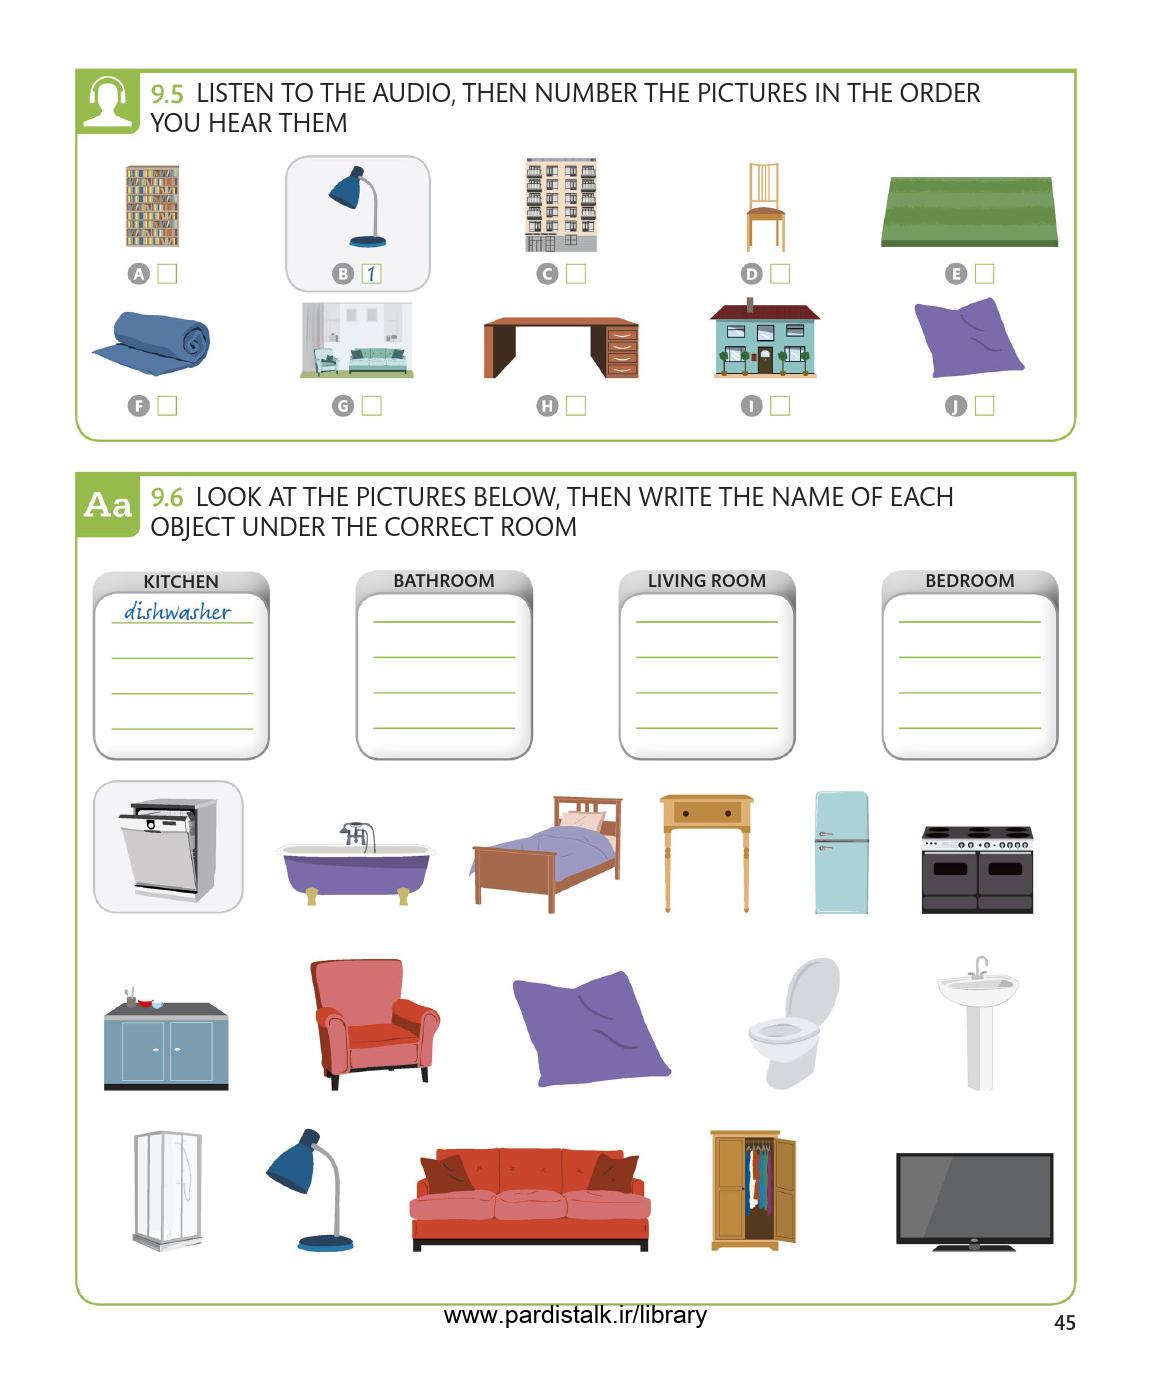 9.5 LISTEN TO THE AUDIO, THEN NUMBER THE PICTURES IN THE ORDER
YOU HEAR THEM
A
B 1
C
D
E
F
G
H
I
J
Aa
9.6 LOOK AT THE PICTURES BELOW, THEN WRITE THE NAME OF EACH
OBJECT UNDER THE CORRECT ROOM
KITCHEN
dishwasher
BATHROOM
LIVING ROOM
BEDROOM
www.pardistalk.ir/library
45